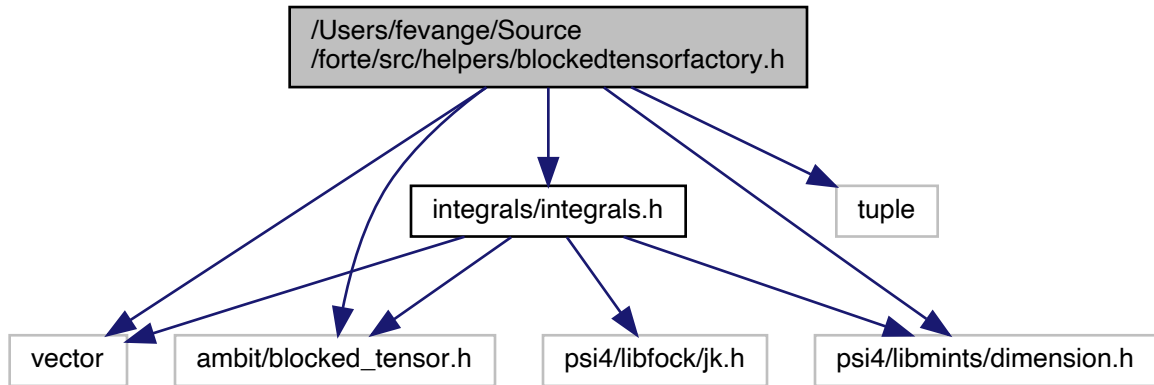 /Users/fevange/Source
/forte/src/helpers/blockedtensorfactory.h
integrals/integrals.h
tuple
vector
ambit/blocked_tensor.h
psi4/libfock/jk.h
psi4/libmints/dimension.h